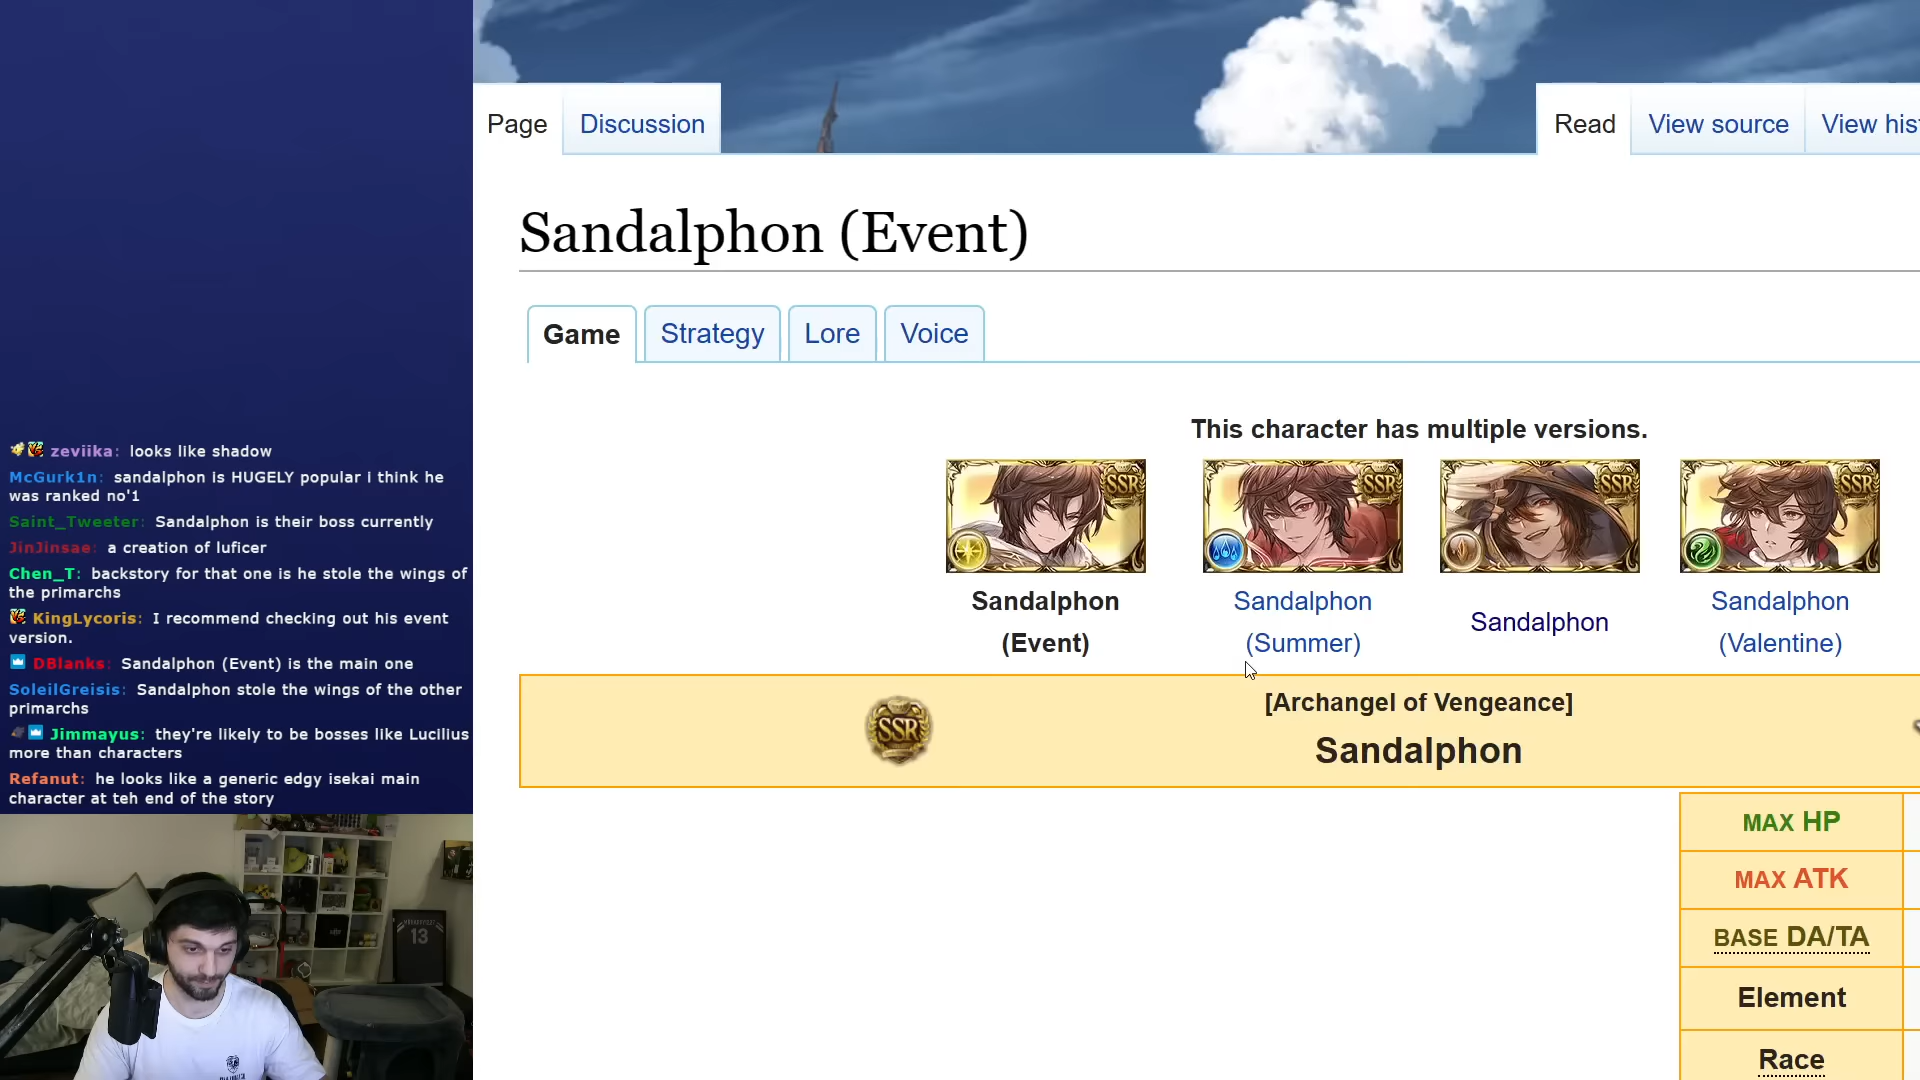 Page
Discussion
Read
View source
View his
Sandalphon (Event)
Game
Strategy
Lore
Voice
This character has multiple versions.
SSR
SSR
SSR
SSR
Sandalphon
(Event)
Sandalphon
(Summer)
Sandalphon
Sandalphon
(Valentine)
SSR
[Archangel of Vengeance]
Sandalphon
MAX HP
MAX ATK
BASE DA/TA
Element
Race
zeviika: looks like shadow
McGurk1n: sandalphon is HUGELY popular i think he
was ranked no'1
Saint_Tweeter: Sandalphon is their boss currently
JinJinsae: a creation of luficer
Chen_T: backstory for that one is he stole the wings of
the primarchs
KingLycoris: I recommend checking out his event
version.
DBlanks: Sandalphon (Event) is the main one
SoleilGreisis: Sandalphon stole the wings of the other
primarchs
Jimmayus: they're likely to be bosses like Lucilius
more than characters
Refanut: he looks like a generic edgy isekai main
character at teh end of the story
13